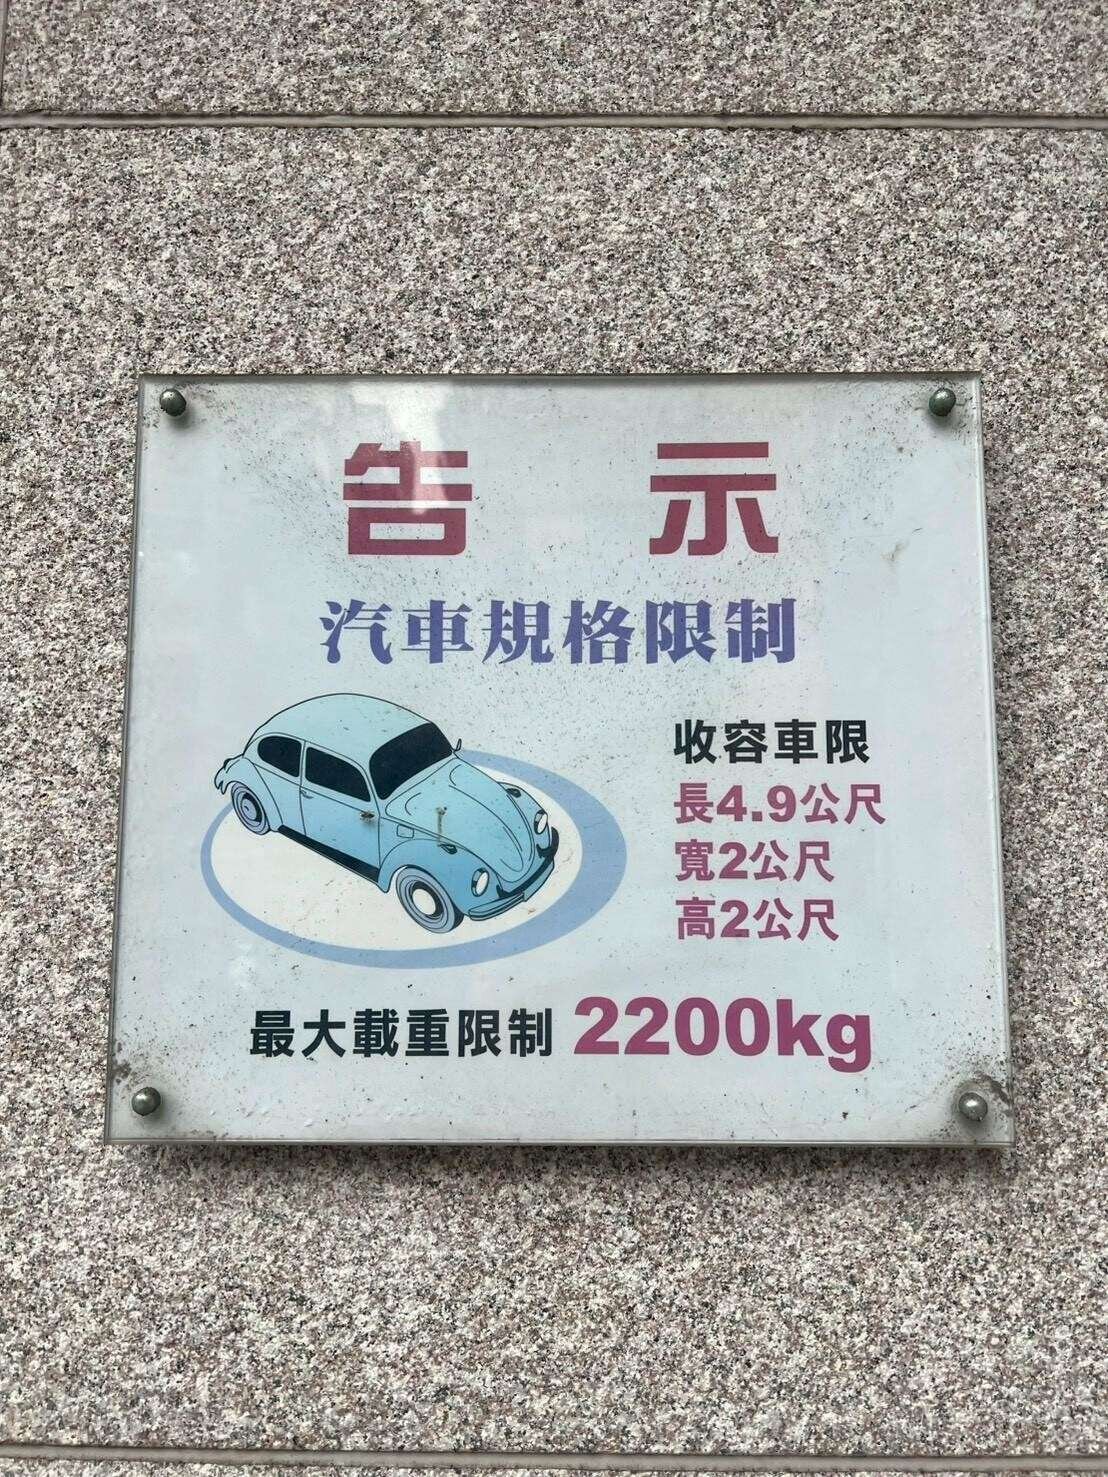 告示
汽車規格限制
收容車限
長4.9公尺
寬2公尺
高2公尺
最大載重限制 2200kg